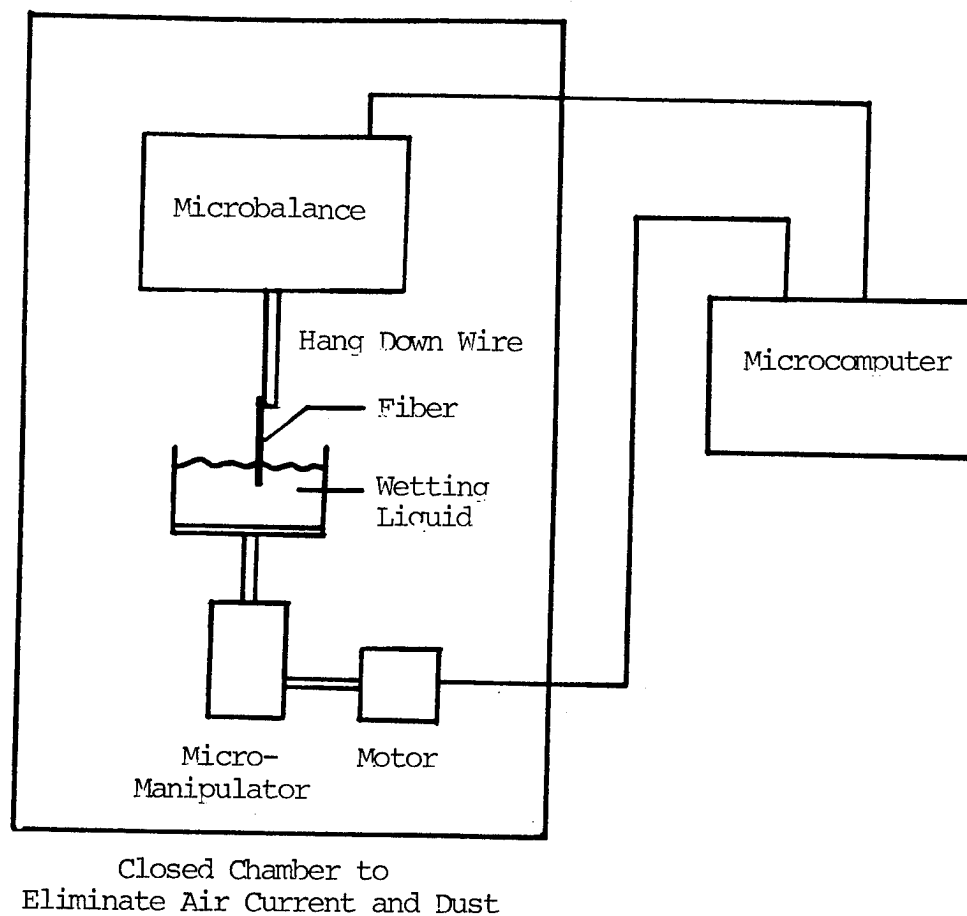 Microbalance
Hang Down Wire
Microcomputer
Fiber
Wetting
Liquid
Micro-
Manipulator
Motor
Closed Chamber to
Eliminate Air Current and Dust